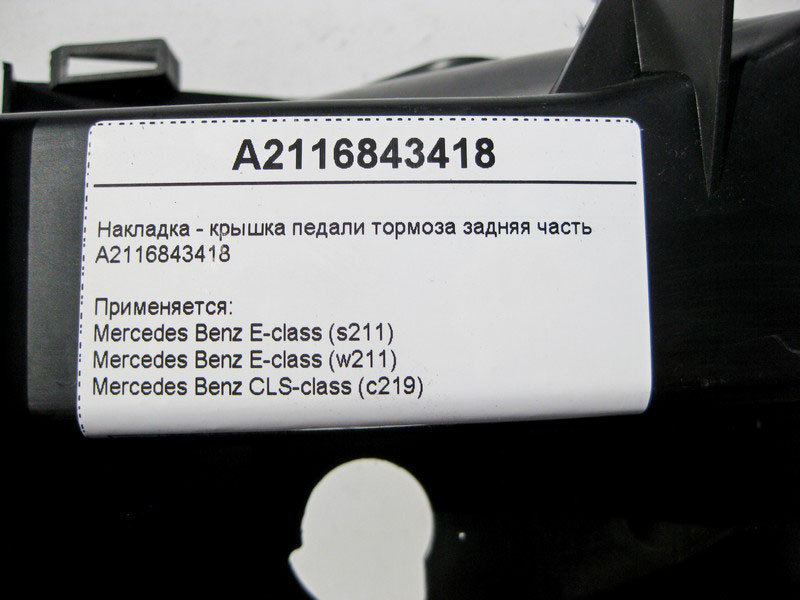 A2116843418
Накладка - крышка педали тормоза задняя часть
A2116843418
Применяется:
Mercedes Benz E-class (s211)
Mercedes Benz E-class (w211)
Mercedes Benz CLS-class (c219)